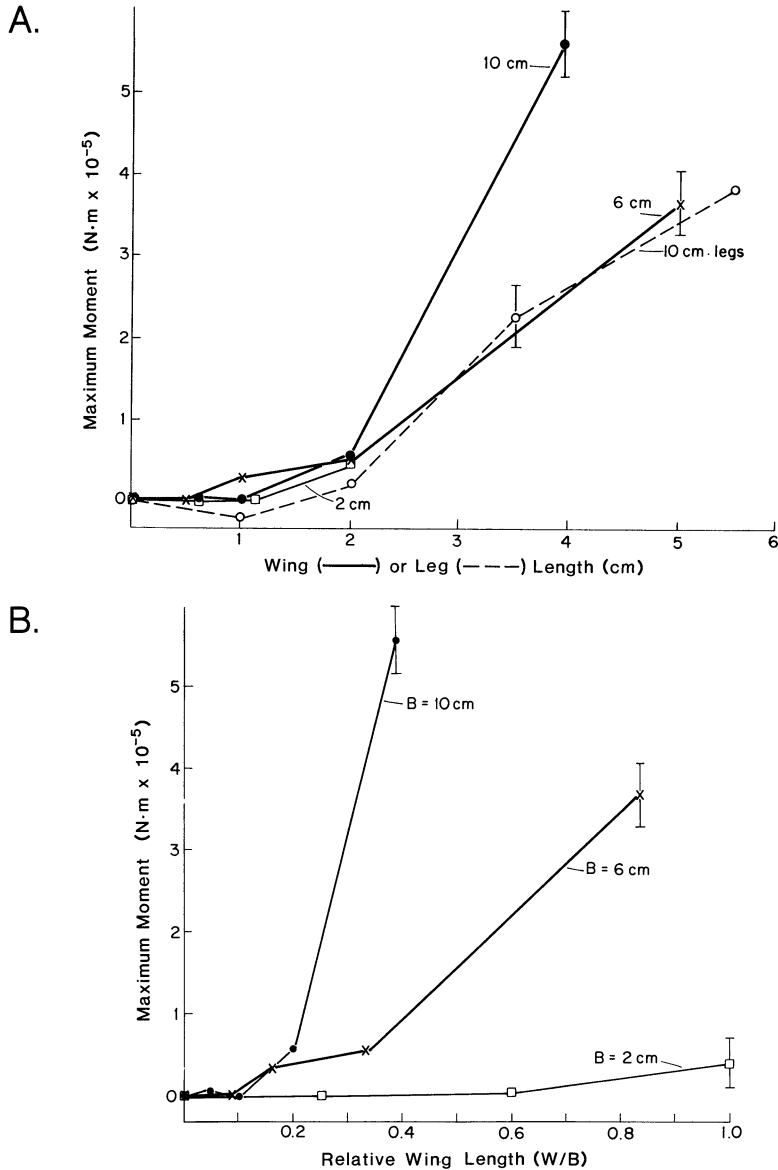 A.
Maximum Moment (N·m x 10⁻⁵)
5
4
3
2
1
0
10 cm
6 cm
10 cm legs
2 cm
1
2
3
4
5
6
Wing (——) or Leg (– – –) Length (cm)
B.
Maximum Moment (N·m x 10⁻⁵)
5
4
3
2
1
0
B = 10 cm
B = 6 cm
B = 2 cm
0.2
0.4
0.6
0.8
1.0
Relative Wing Length (W/B)